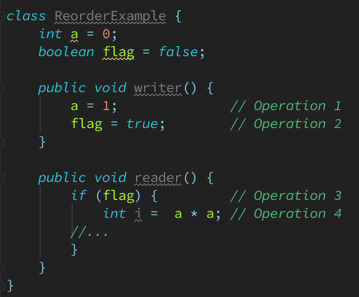 class ReorderExample {
    int a = 0;
    boolean flag = false;
    public void writer() {
        a = 1;                  // Operation 1
        flag = true;            // Operation 2
    }
    public void reader() {
        if (flag) {             // Operation 3
            int i =  a * a; // Operation 4
        //...
        }
    }
}